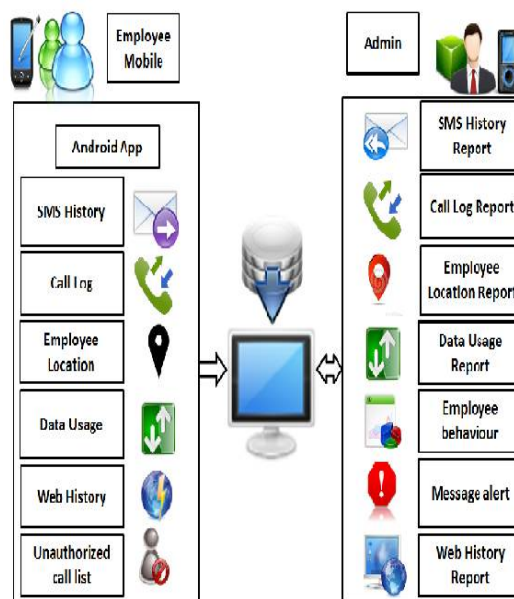 Employee
Mobile
Admin
Android App
SMS History
Call Log
Employee
Location
Data Usage
Web History
Unauthorized
call list
SMS History
Report
Call Log Report
Employee
Location Report
Data Usage
Report
Employee
behaviour
Message alert
Web History
Report